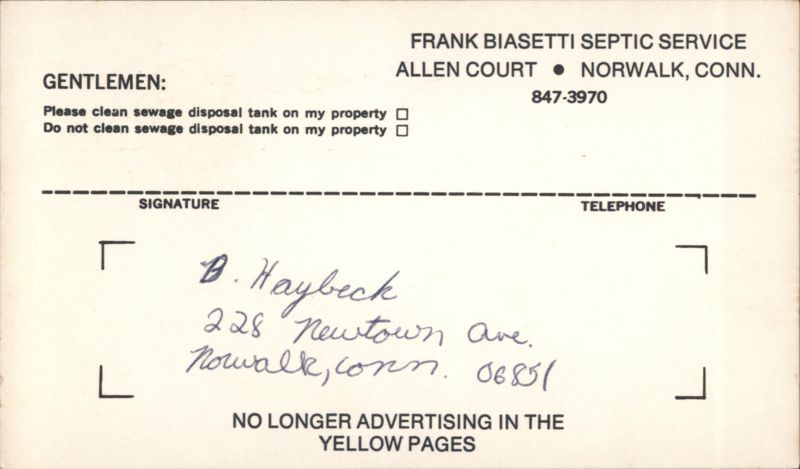 FRANK BIASETTI SEPTIC SERVICE
ALLEN COURT ● NORWALK, CONN.
847-3970
GENTLEMEN:
Please clean sewage disposal tank on my property ☐
Do not clean sewage disposal tank on my property ☐
SIGNATURE TELEPHONE
B. Haybeck
228 Newtown Ave.
Norwalk, Conn. 06851
NO LONGER ADVERTISING IN THE
YELLOW PAGES